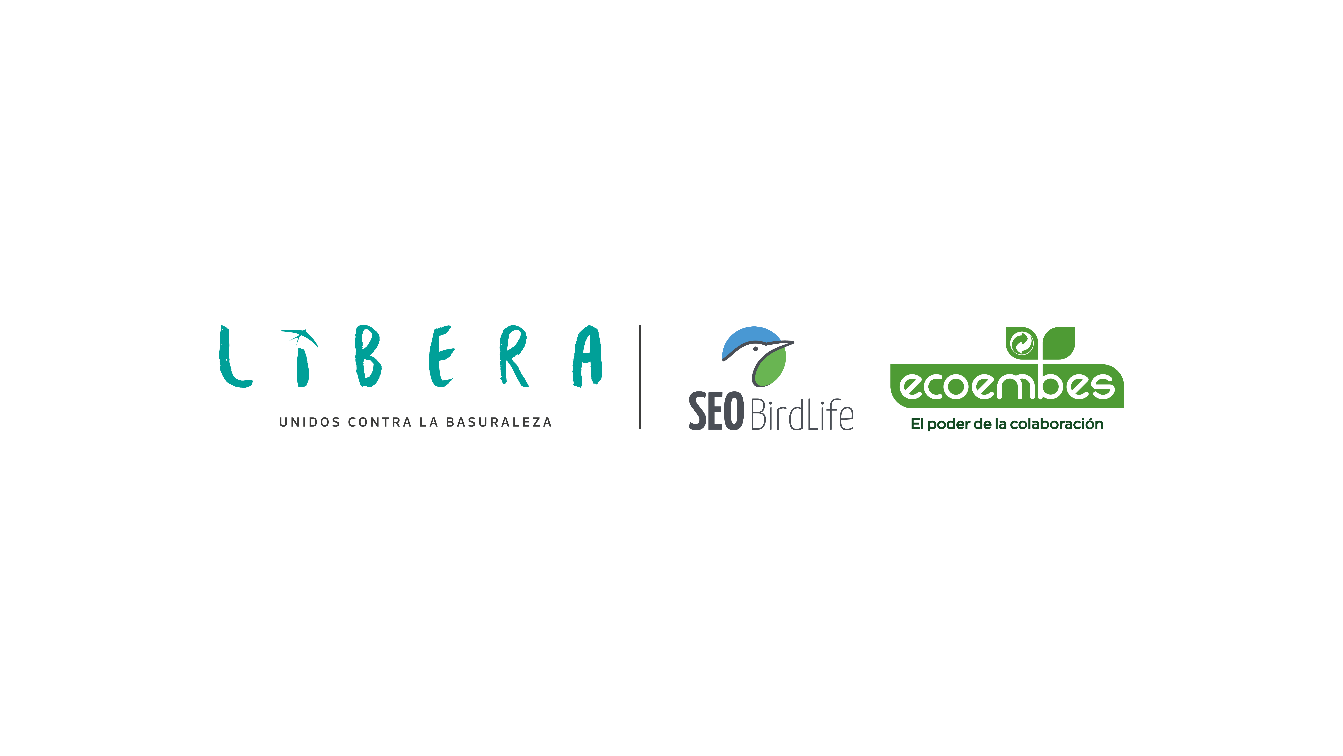 LIBERA
UNIDOS CONTRA LA BASURALEZA
SEO BirdLife
ecoembes
El poder de la colaboración